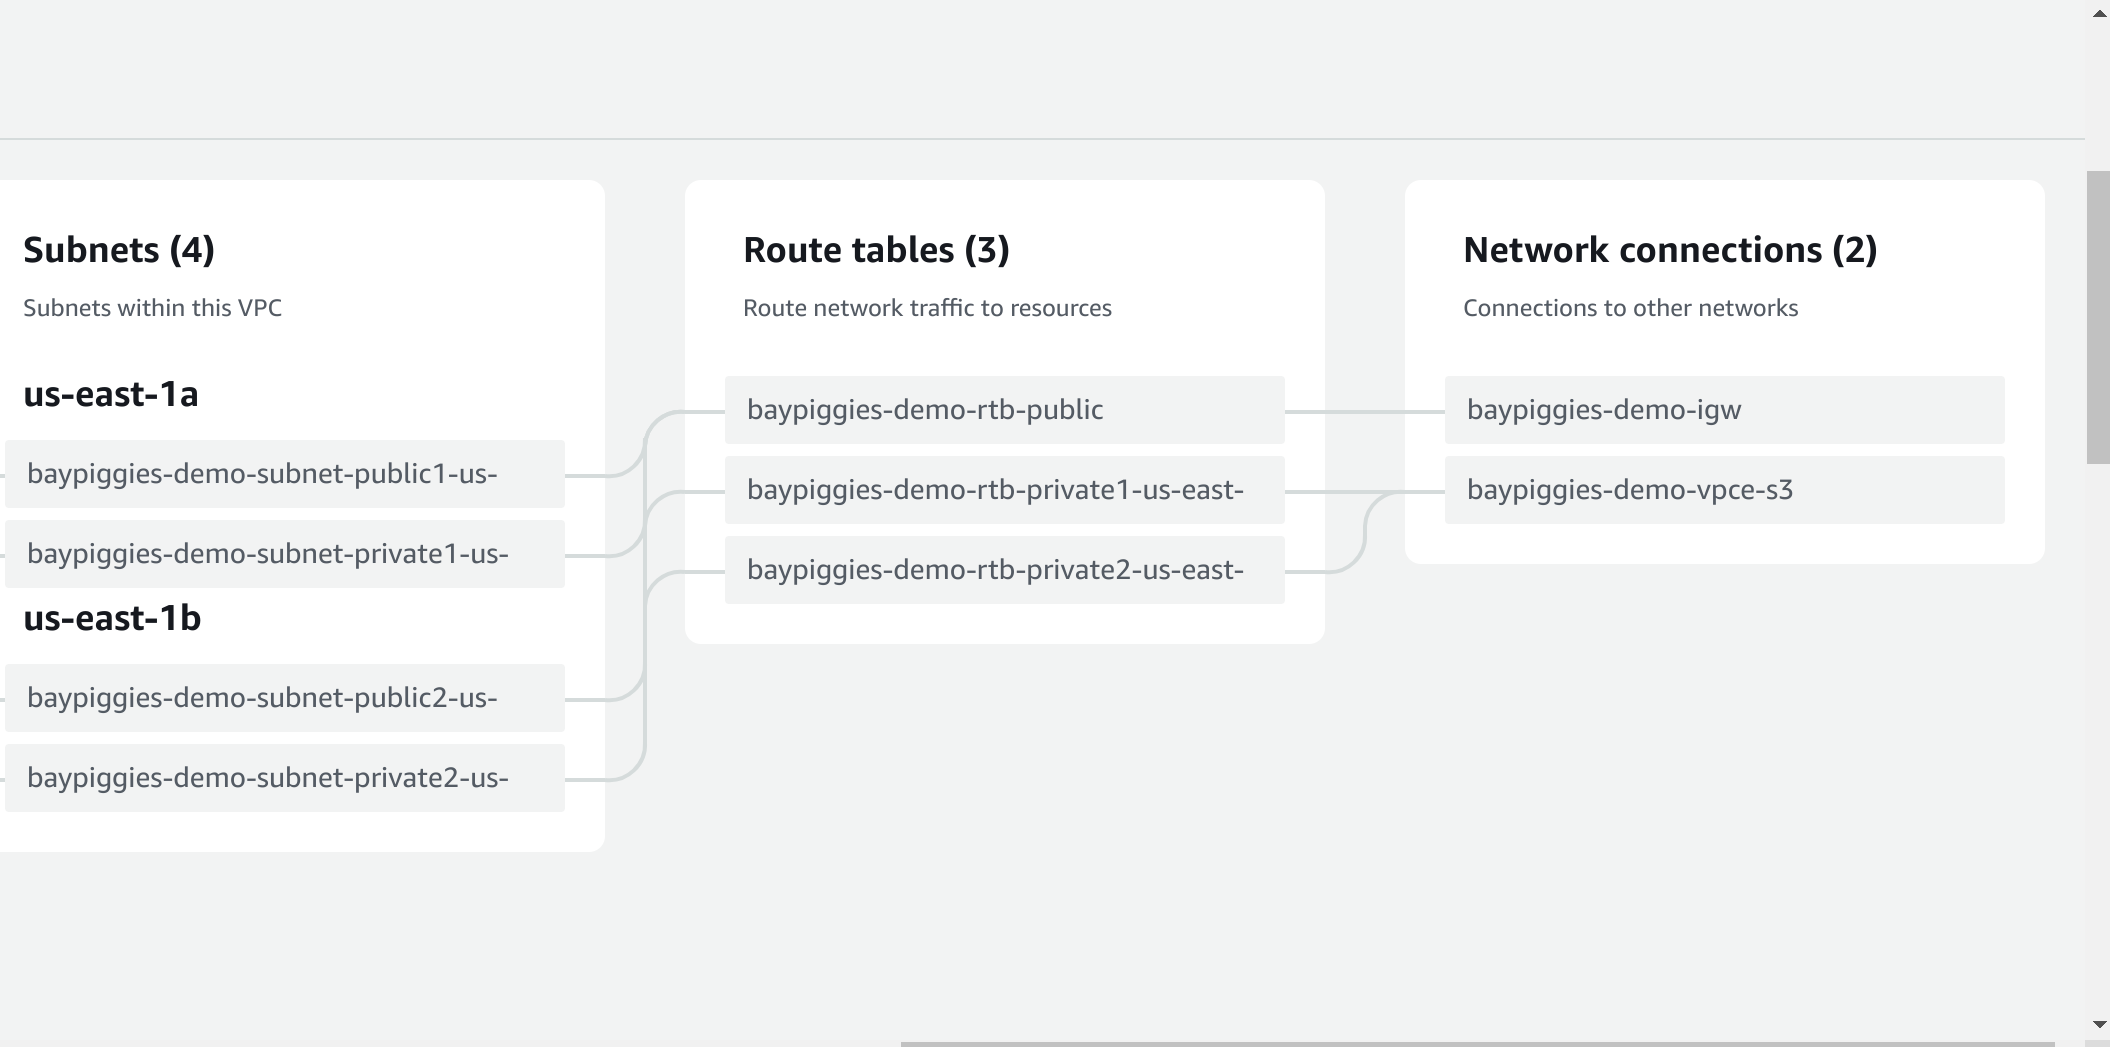 Subnets (4)
Subnets within this VPC
us-east-1a
baypiggies-demo-subnet-public1-us-
baypiggies-demo-subnet-private1-us-
us-east-1b
baypiggies-demo-subnet-public2-us-
baypiggies-demo-subnet-private2-us-
Route tables (3)
Route network traffic to resources
baypiggies-demo-rtb-public
baypiggies-demo-rtb-private1-us-east-
baypiggies-demo-rtb-private2-us-east-
Network connections (2)
Connections to other networks
baypiggies-demo-igw
baypiggies-demo-vpce-s3